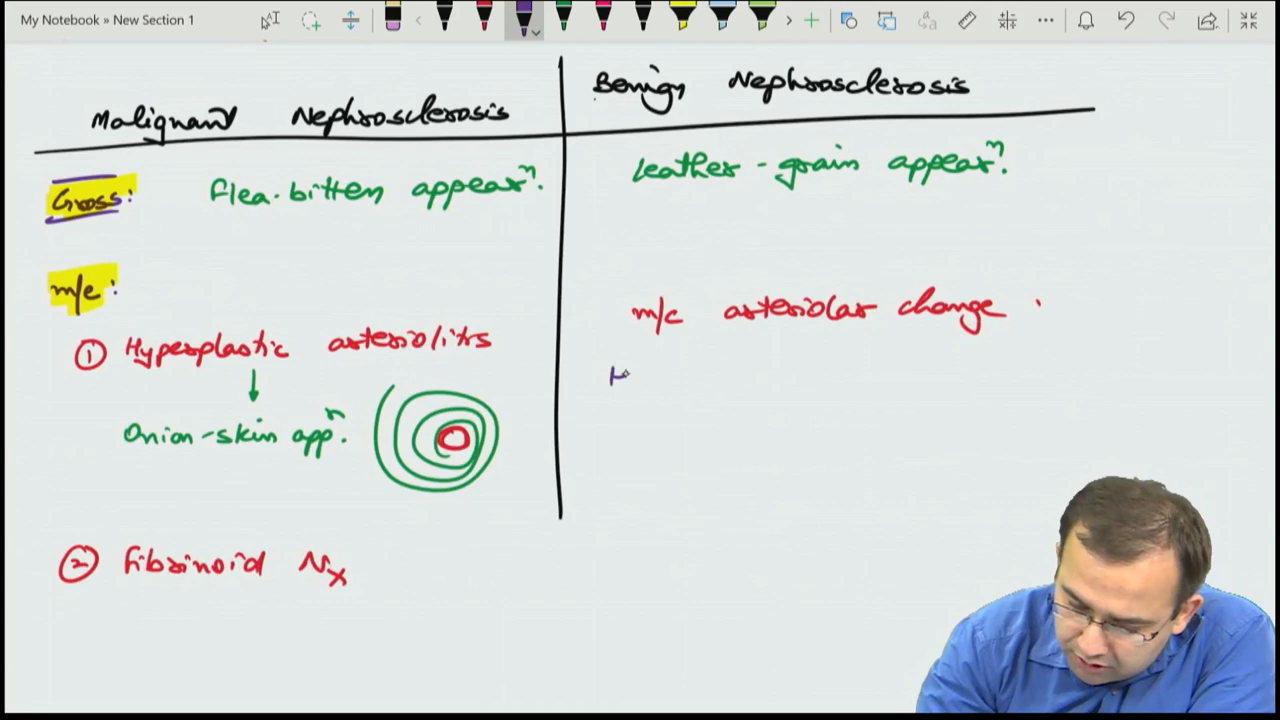 My Notebook » New Section 1
Malignant Nephrosclerosis
Benign Nephrosclerosis
Gross: Flea-bitten appearⁿ.
Leather-grain appearⁿ.
m/e:
m/c arteriolar change.
① Hyperplastic arteriolitis
H
Onion-skin appⁿ.
② Fibrinoid Nx